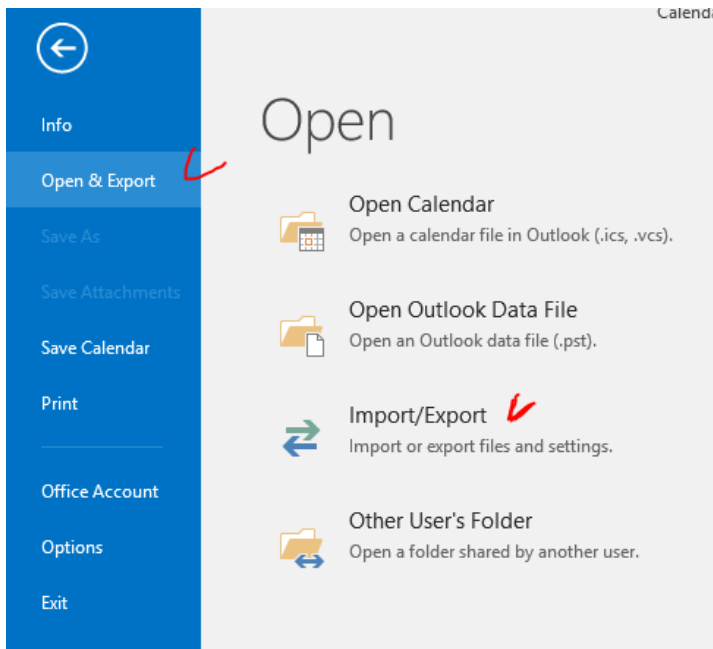 Calenda
Info
Open & Export
Save As
Save Attachments
Save Calendar
Print
Office Account
Options
Exit
Open
Open Calendar
Open a calendar file in Outlook (.ics, .vcs).
Open Outlook Data File
Open an Outlook data file (.pst).
Import/Export
Import or export files and settings.
Other User's Folder
Open a folder shared by another user.